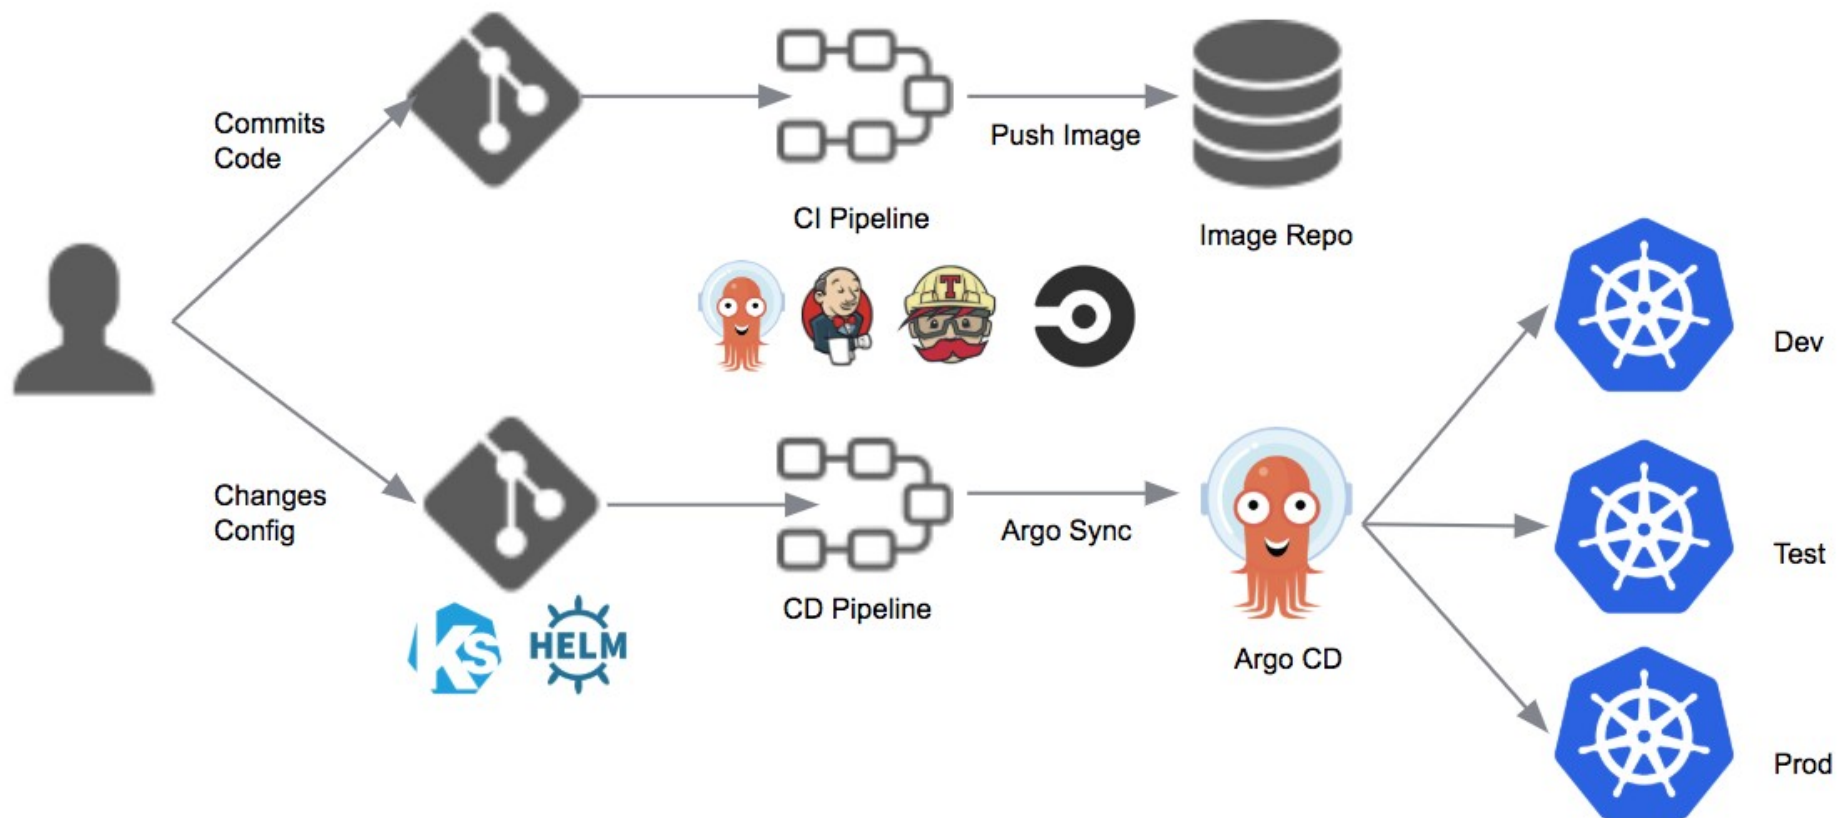 Commits
Code
Push Image
CI Pipeline
Image Repo
T
Dev
Changes
Config
Argo Sync
Test
CD Pipeline
Ks
HELM
Argo CD
Prod